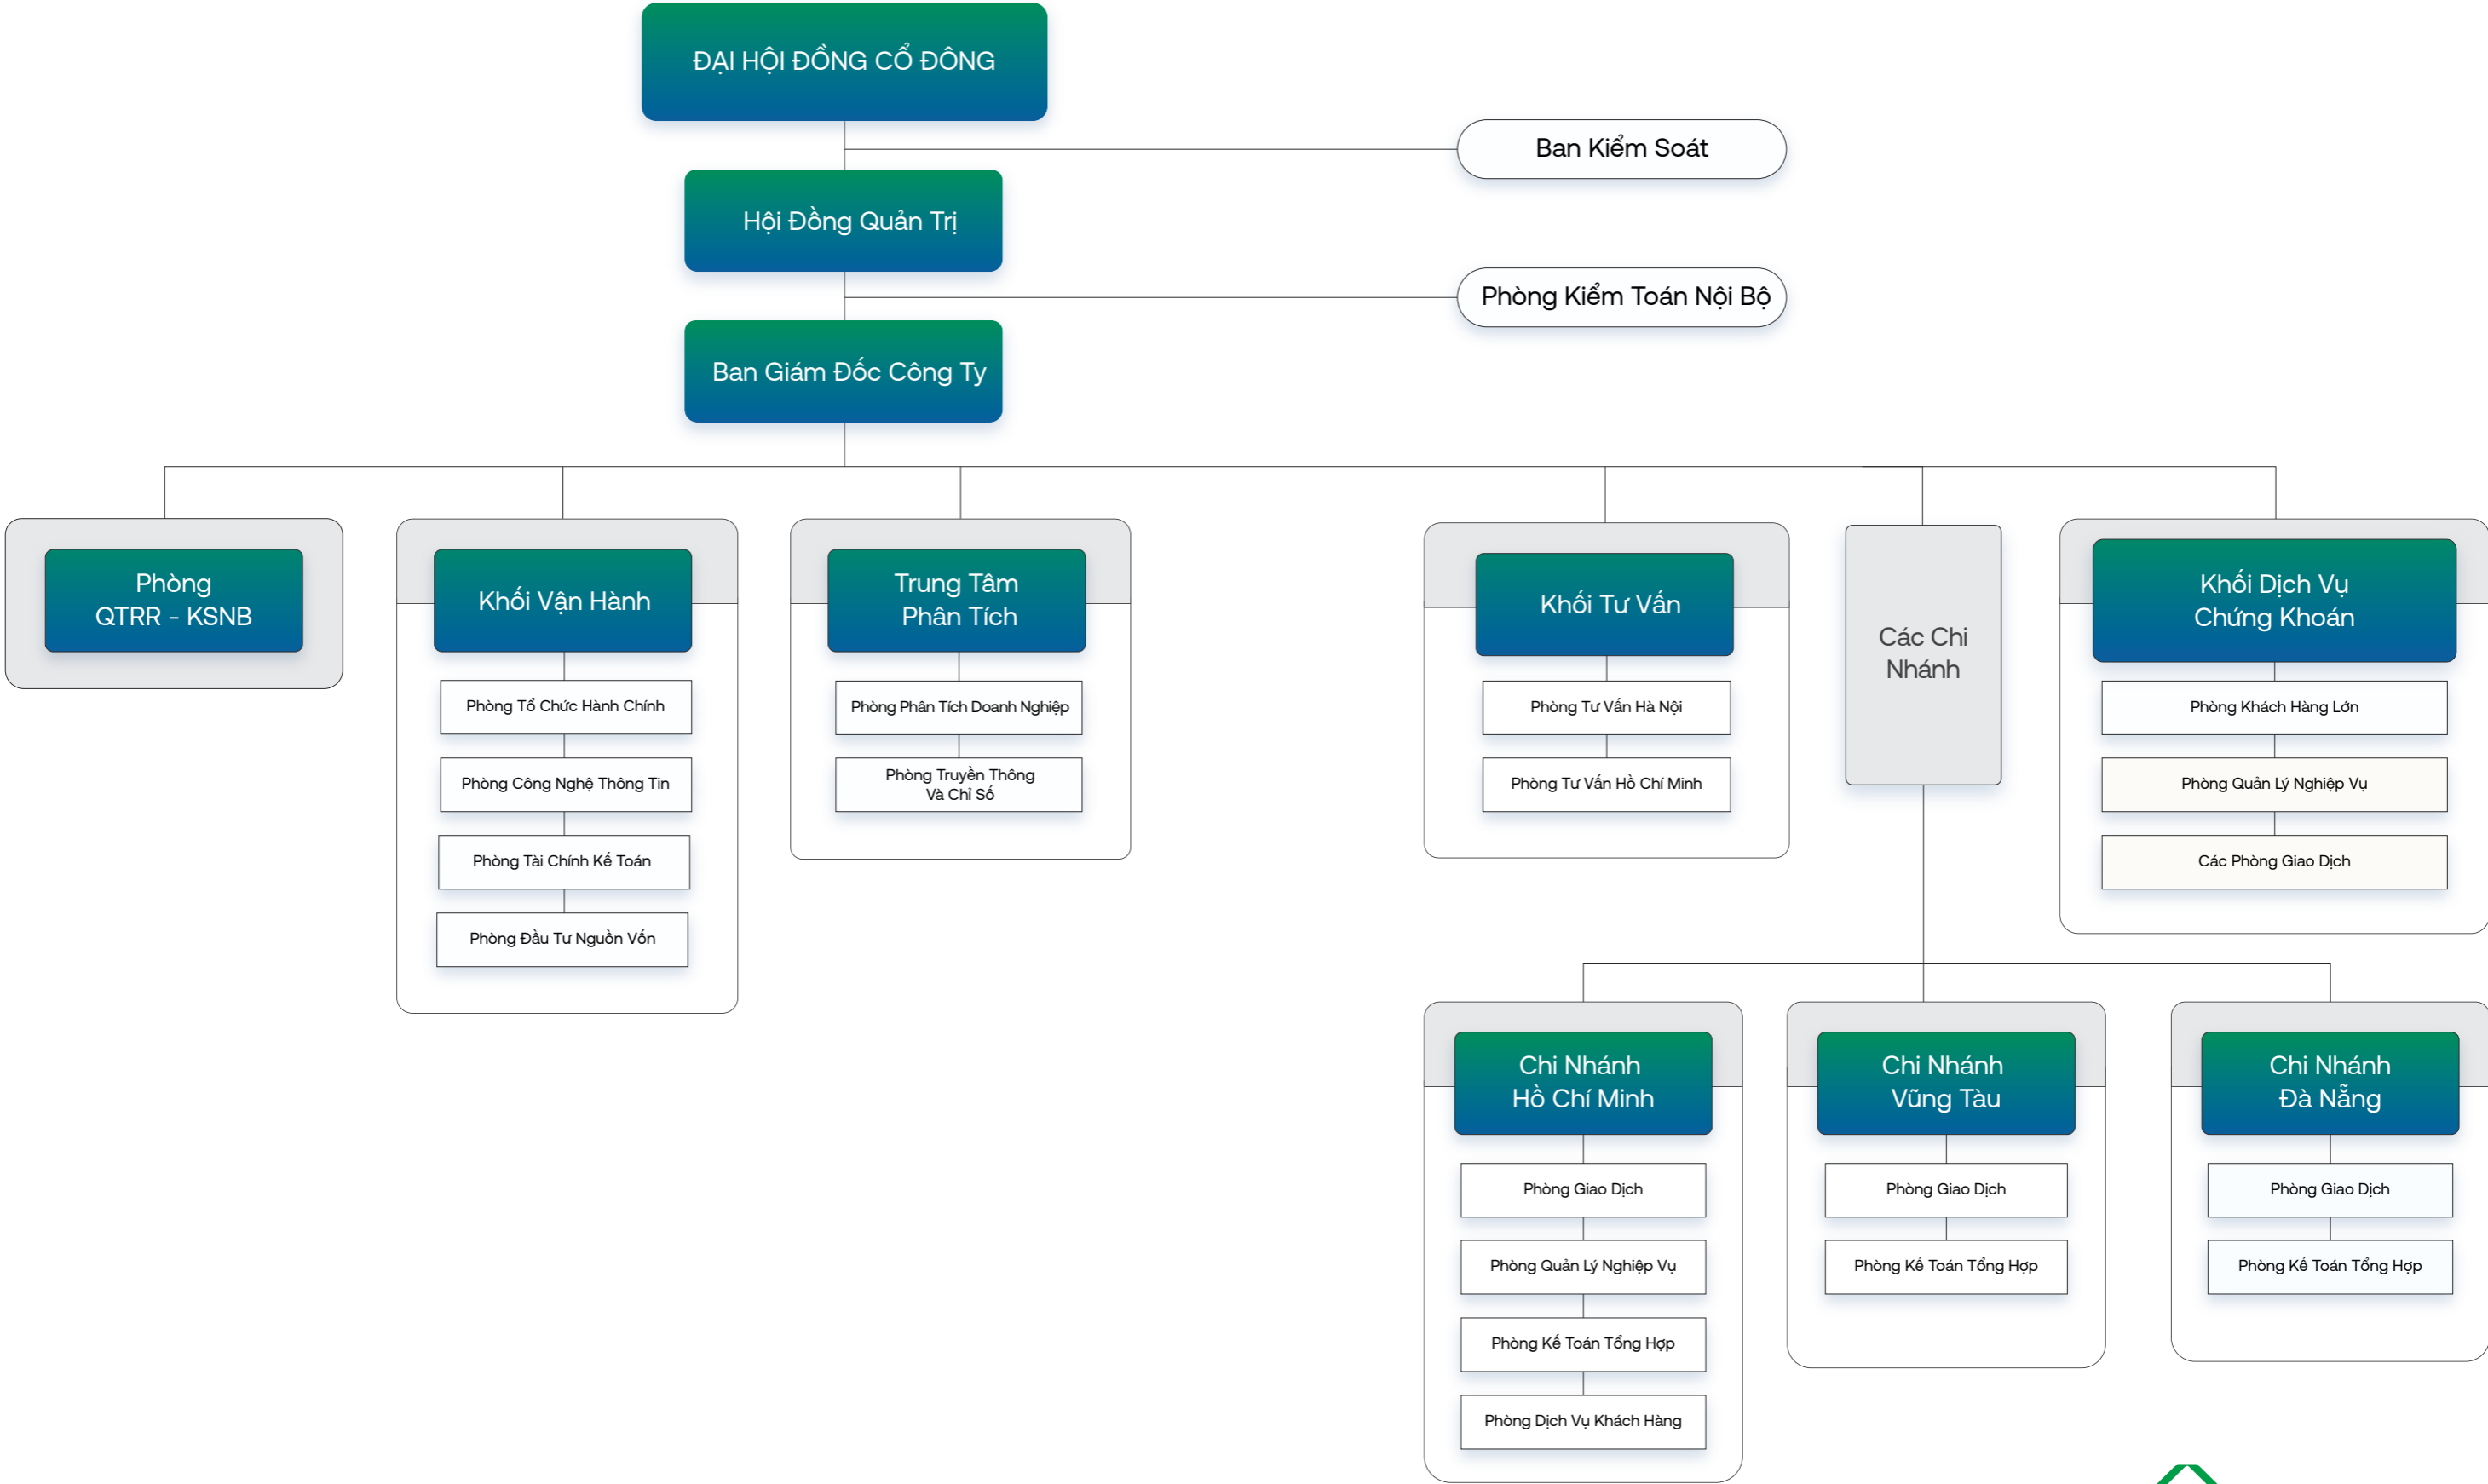 ĐẠI HỘI ĐỒNG CỔ ĐÔNG
Ban Kiểm Soát
Hội Đồng Quản Trị
Phòng Kiểm Toán Nội Bộ
Ban Giám Đốc Công Ty
Phòng
QTRR - KSNB
Khối Vận Hành
Phòng Tổ Chức Hành Chính
Phòng Công Nghệ Thông Tin
Phòng Tài Chính Kế Toán
Phòng Đầu Tư Nguồn Vốn
Trung Tâm
Phân Tích
Phòng Phân Tích Doanh Nghiệp
Phòng Truyền Thông
Và Chỉ Số
Khối Tư Vấn
Phòng Tư Vấn Hà Nội
Phòng Tư Vấn Hồ Chí Minh
Các Chi
Nhánh
Khối Dịch Vụ
Chứng Khoán
Phòng Khách Hàng Lớn
Phòng Quản Lý Nghiệp Vụ
Các Phòng Giao Dịch
Chi Nhánh
Hồ Chí Minh
Phòng Giao Dịch
Phòng Quản Lý Nghiệp Vụ
Phòng Kế Toán Tổng Hợp
Phòng Dịch Vụ Khách Hàng
Chi Nhánh
Vũng Tàu
Phòng Giao Dịch
Phòng Kế Toán Tổng Hợp
Chi Nhánh
Đà Nẵng
Phòng Giao Dịch
Phòng Kế Toán Tổng Hợp